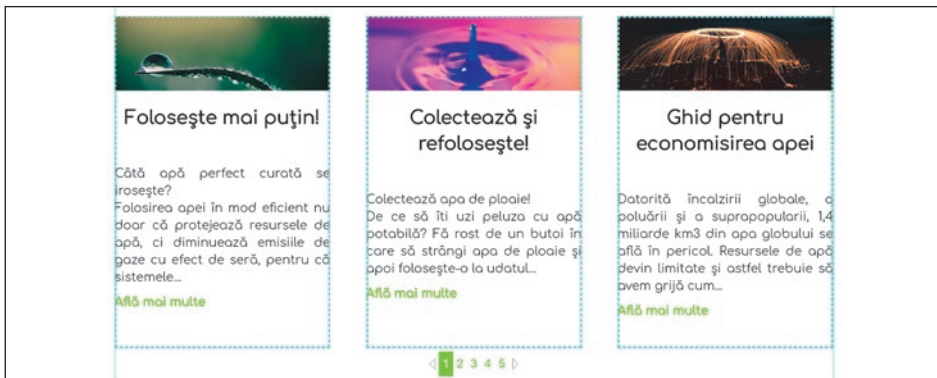 Foloseşte mai puţin!
Câtă apă perfect curată se
iroseşte?
Folosirea apei în mod eficient nu
doar că protejează resursele de
apă, ci diminuează emisiile de
gaze cu efect de seră, pentru că
sistemele...
Află mai multe
Colectează şi
refoloseşte!
Colectează apa de ploaie!
De ce să îti uzi peluza cu apă
potabilă? Fă rost de un butoi în
care să strângi apa de ploaie şi
apoi foloseşte-o la udatul...
Află mai multe
Ghid pentru
economisirea apei
Datorită încalzirii globale, a
poluării şi a suprapopularii, 1,4
miliarde km3 din apa globului se
află în pericol. Resursele de apă
devin limitate şi astfel trebuie să
avem grijă cum...
Află mai multe
1 2 3 4 5